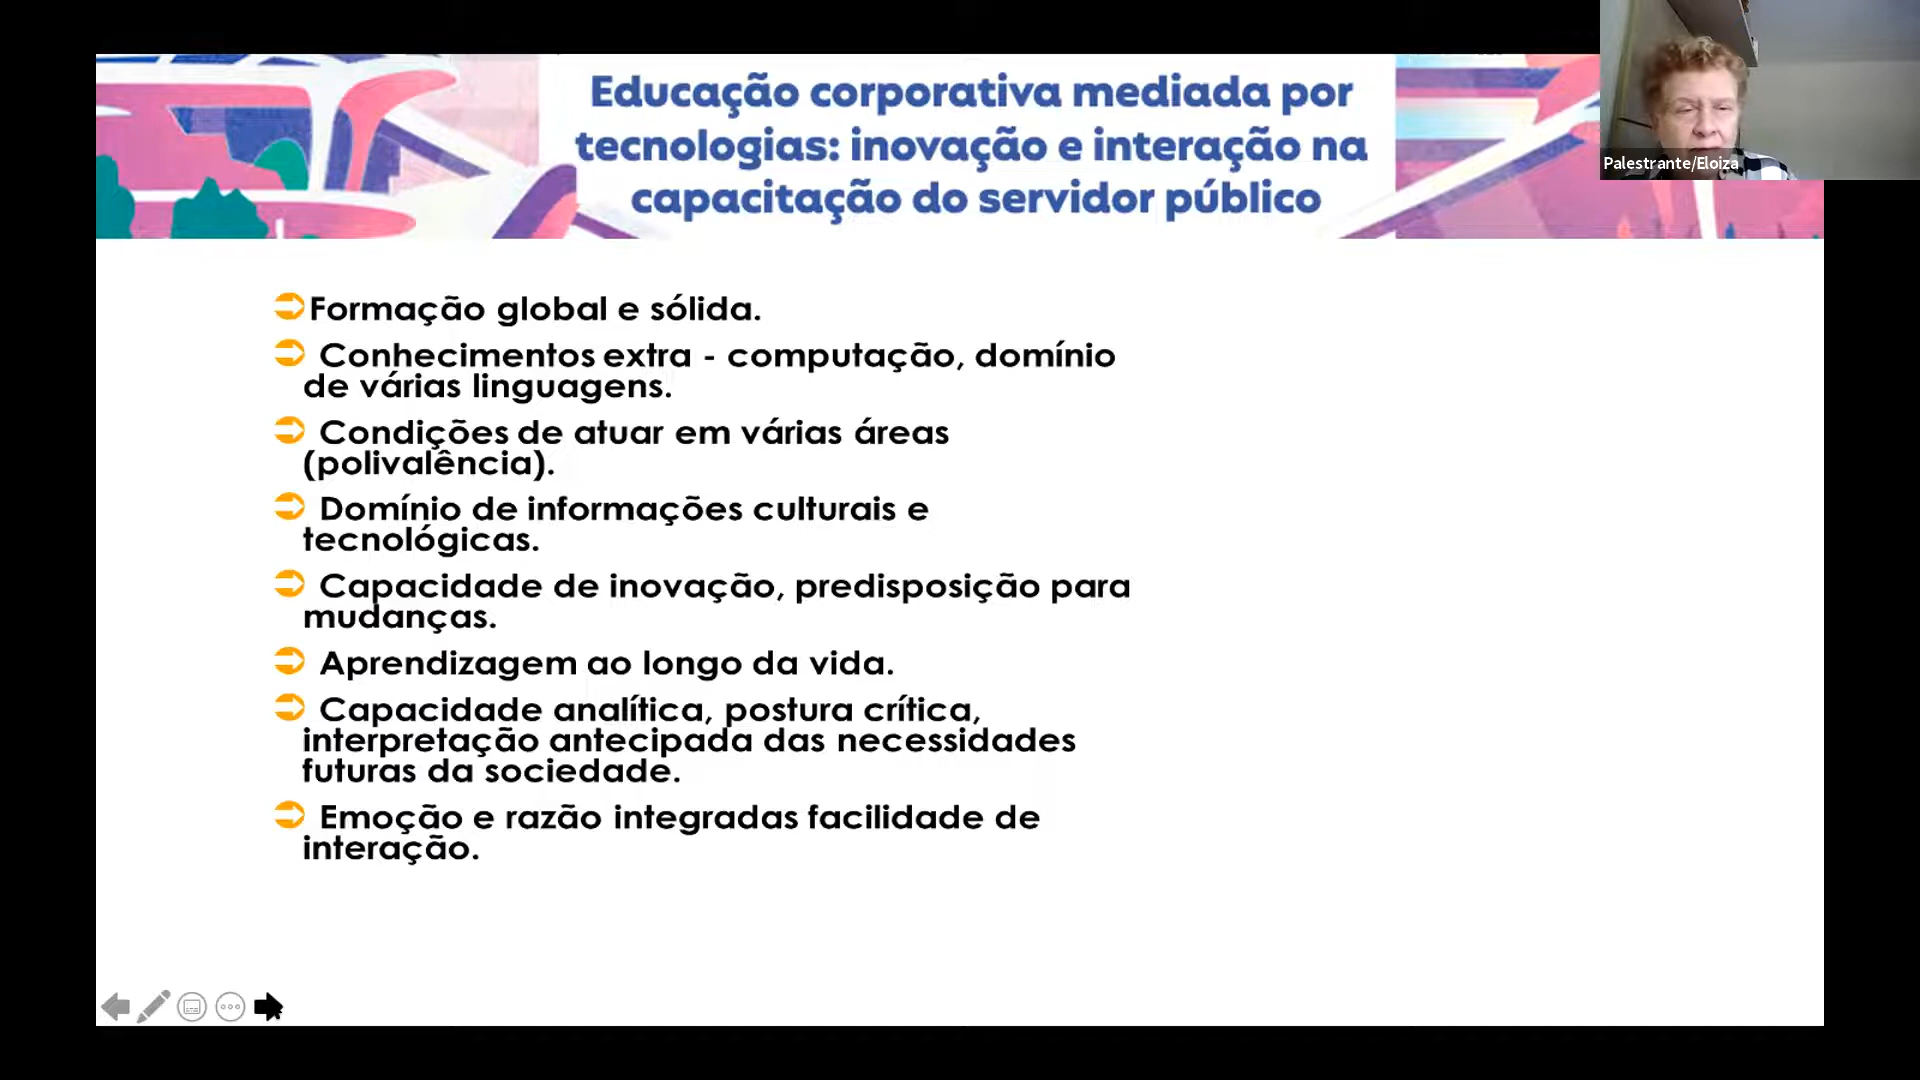 Educação corporativa mediada por
tecnologias: inovação e interação na
capacitação do servidor público
Palestrante/Eloiza
Formação global e sólida.
Conhecimentos extra - computação, domínio
de várias linguagens.
Condições de atuar em várias áreas
(polivalência).
Domínio de informações culturais e
tecnológicas.
Capacidade de inovação, predisposição para
mudanças.
Aprendizagem ao longo da vida.
Capacidade analítica, postura crítica,
interpretação antecipada das necessidades
futuras da sociedade.
Emoção e razão integradas facilidade de
interação.